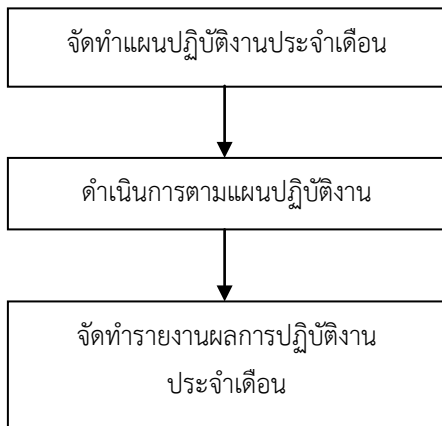 จัดทำแผนปฏิบัติงานประจำเดือน
ดำเนินการตามแผนปฏิบัติงาน
จัดทำรายงานผลการปฏิบัติงาน
ประจำเดือน